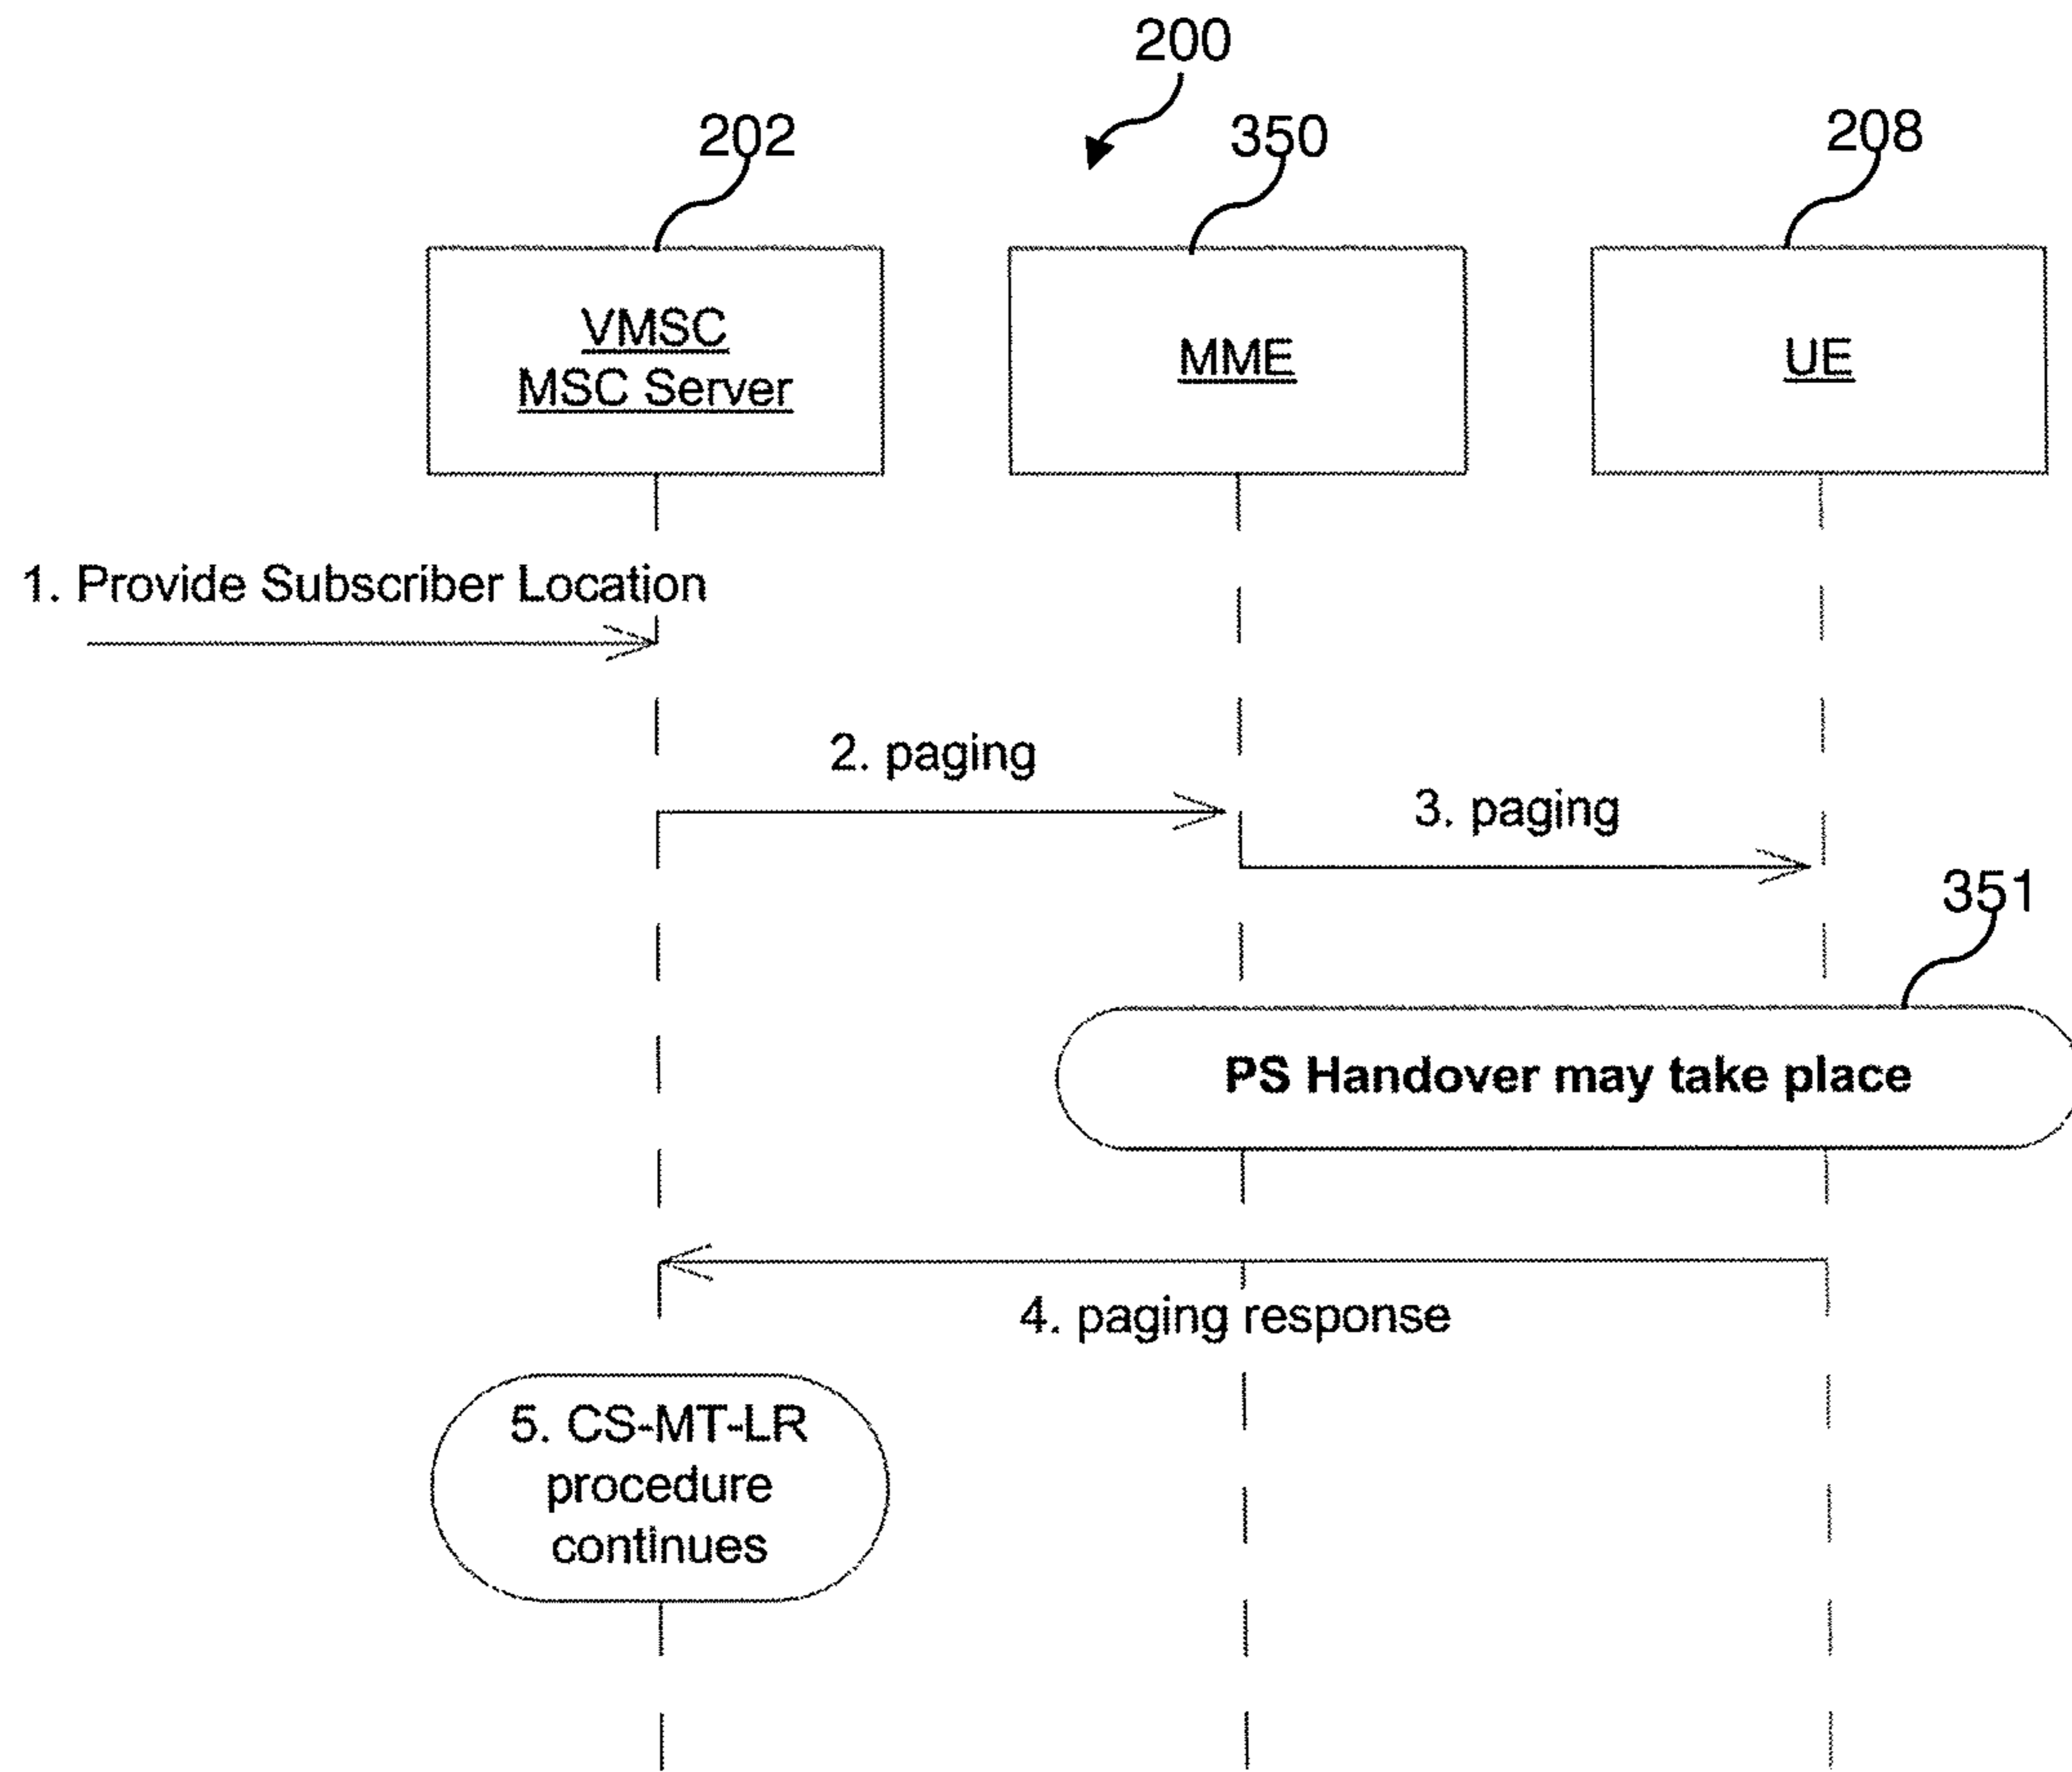 200
202
350
208
VMSC
MSC Server
MME
UE
1. Provide Subscriber Location
2. paging
3. paging
351
PS Handover may take place
4. paging response
5. CS-MT-LR
procedure
continues